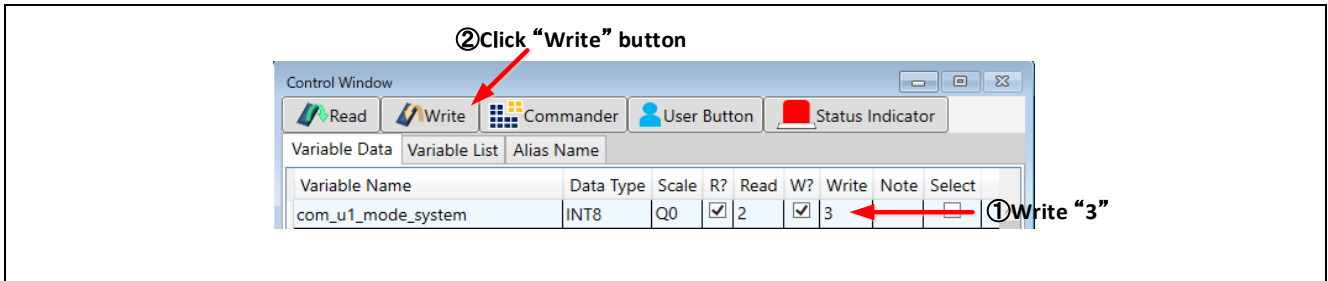 ②Click “Write” button
Control Window
Read Write Commander User Button Status Indicator
Variable Data Variable List Alias Name
Variable Name Data Type Scale R? Read W? Write Note Select
com_u1_mode_system INT8 Q0 2 3
①Write “3”